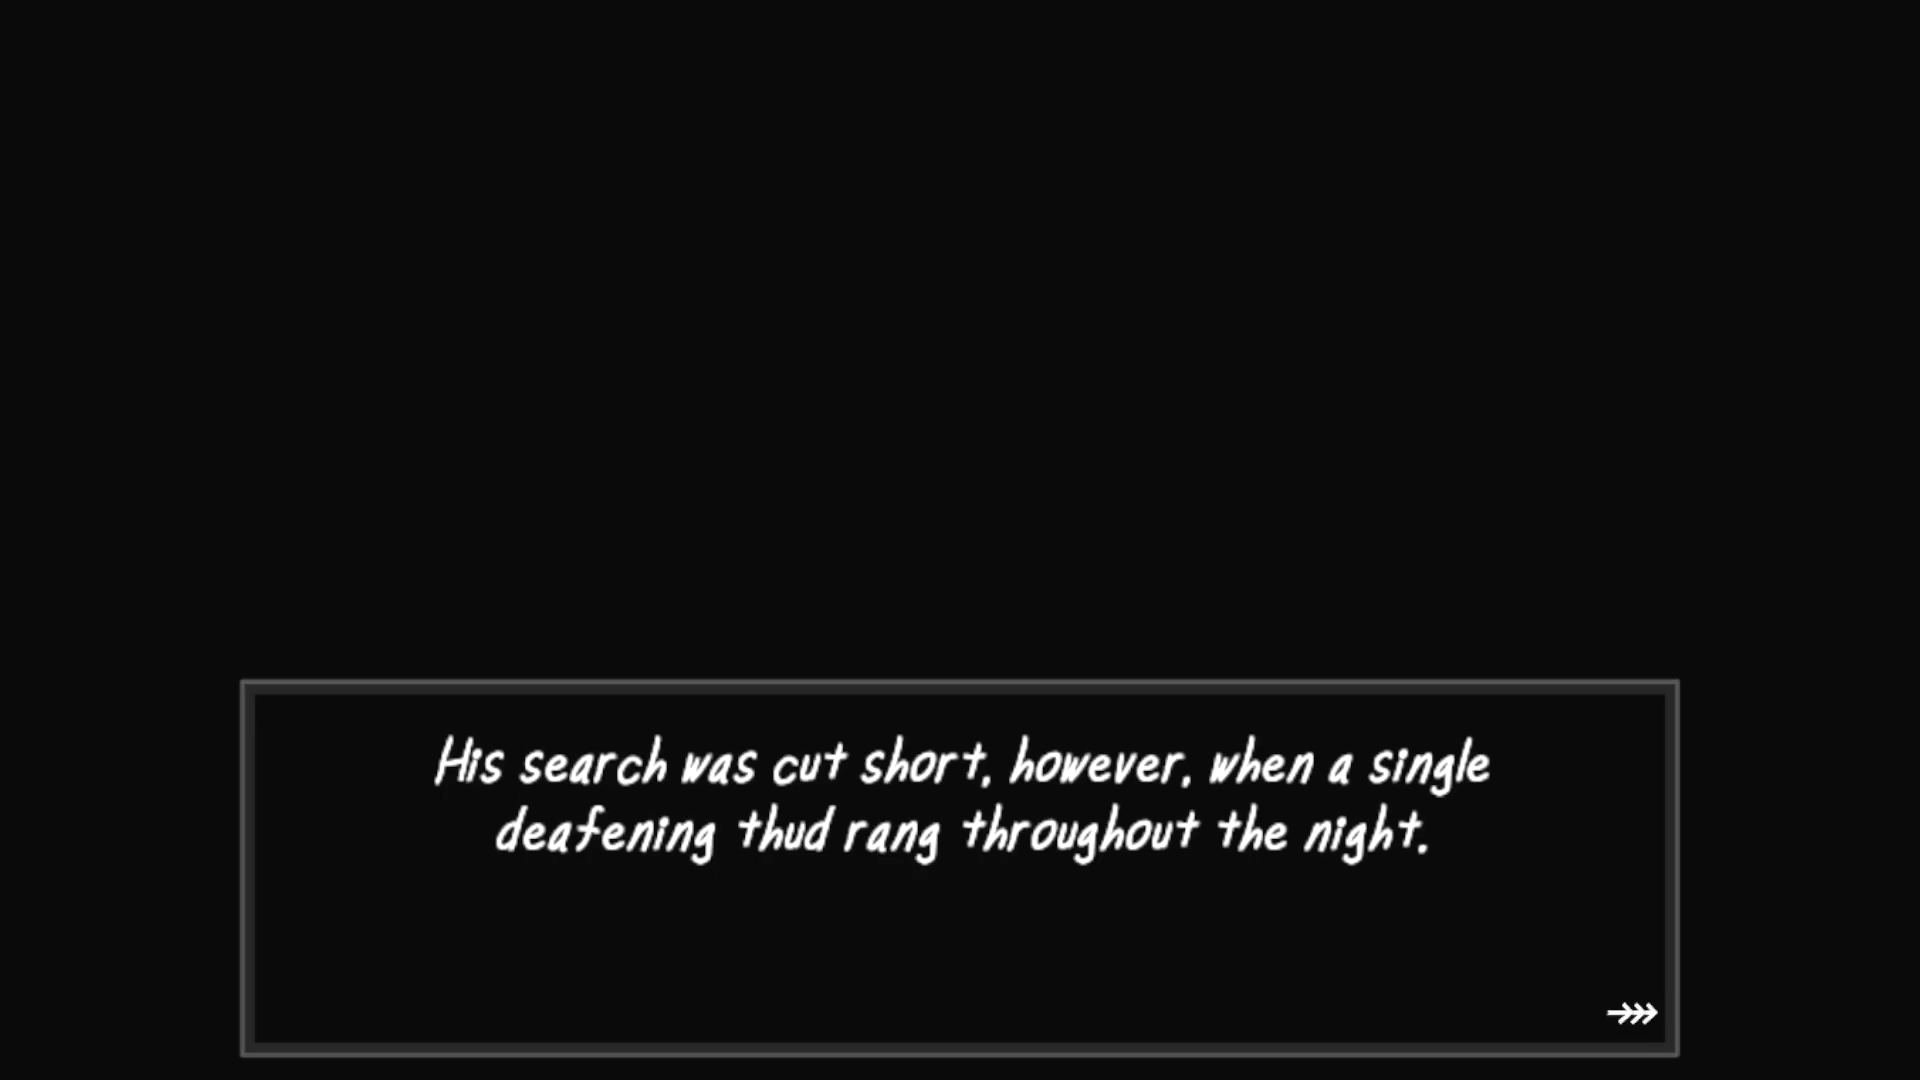 His search was cut short, however, when a single
deafening thud rang throughout the night.